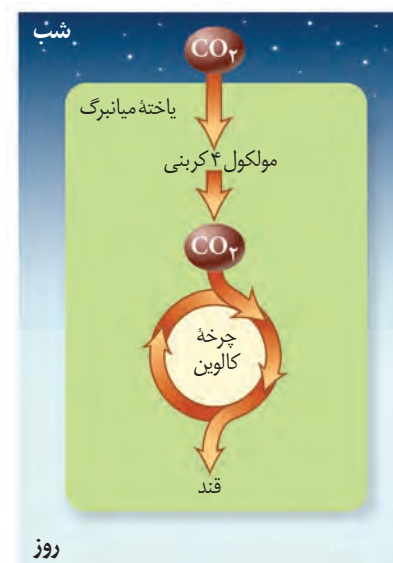 شب
CO۲
یاختهٔ میانبرگ
مولکول ۴ کربنی
CO۲
چرخهٔ
کالوین
قند
روز